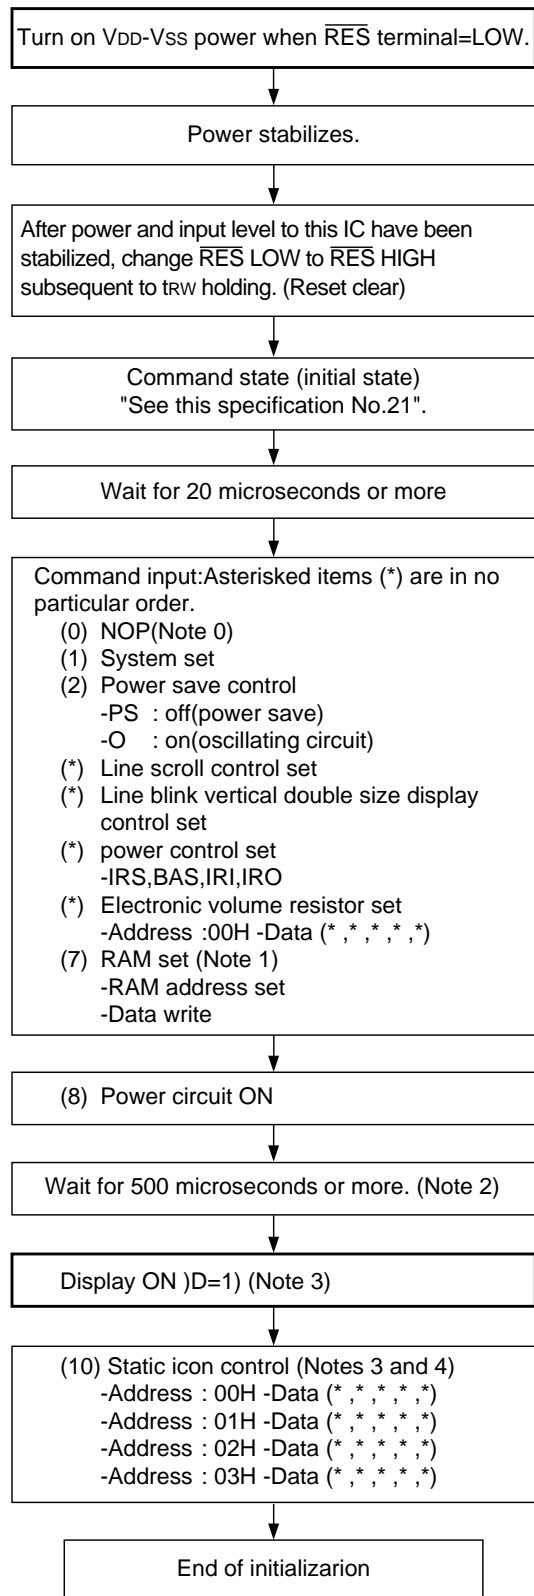 Turn on VDD-VSS power when RES terminal=LOW.
Power stabilizes.
After power and input level to this IC have been
stabilized, change RES LOW to RES HIGH
subsequent to tRW holding. (Reset clear)
Command state (initial state)
"See this specification No.21".
Wait for 20 microseconds or more
Command input:Asterisked items (*) are in no
particular order.
(0) NOP(Note 0)
(1) System set
(2) Power save control
-PS : off(power save)
-O : on(oscillating circuit)
(*) Line scroll control set
(*) Line blink vertical double size display
control set
(*) power control set
-IRS,BAS,IRI,IRO
(*) Electronic volume resistor set
-Address :00H -Data (* ,* ,* ,* ,*)
(7) RAM set (Note 1)
-RAM address set
-Data write
(8) Power circuit ON
Wait for 500 microseconds or more. (Note 2)
Display ON )D=1) (Note 3)
(10) Static icon control (Notes 3 and 4)
-Address : 00H -Data (* ,* ,* ,* ,*)
-Address : 01H -Data (* ,* ,* ,* ,*)
-Address : 02H -Data (* ,* ,* ,* ,*)
-Address : 03H -Data (* ,* ,* ,* ,*)
End of initializarion